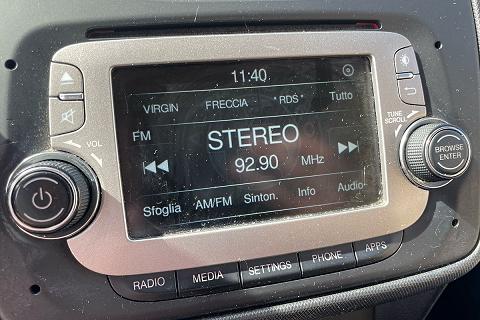 11:40
VIRGIN FRECCIA •RDS• Tutto
FM
STEREO
92.90 MHz
Sfoglia AM/FM Sinton. Info Audio
VOL
TUNE
SCROLL
BROWSE
ENTER
RADIO MEDIA SETTINGS PHONE APPS